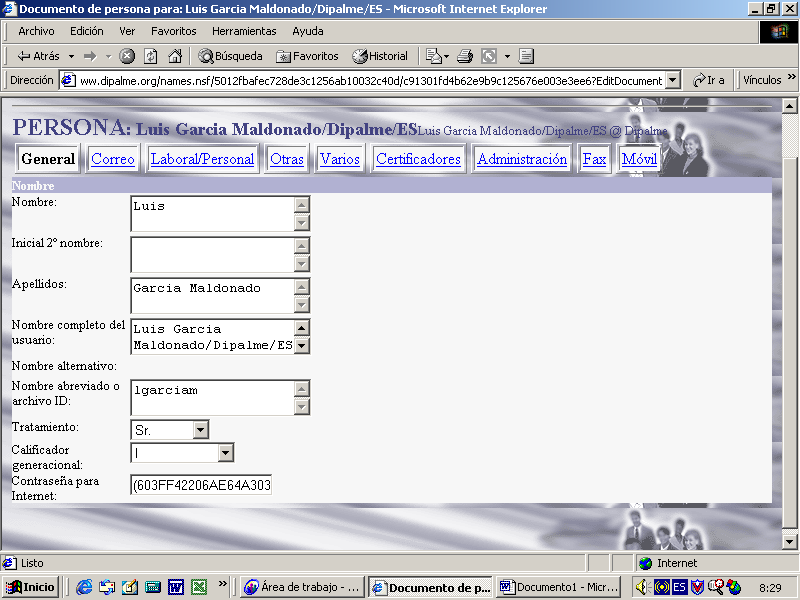 Documento de persona para: Luis Garcia Maldonado/Dipalme/ES - Microsoft Internet Explorer
Archivo Edición Ver Favoritos Herramientas Ayuda
Atrás Búsqueda Favoritos Historial
Dirección ww.dipalme.org/names.nsf/5012fbafec728de3c1256ab10032c40d/c91301fd4b62e9b9c125676e003e3ee6?EditDocument Ir a Vínculos »
PERSONA: Luis Garcia Maldonado/Dipalme/ESLuis Garcia Maldonado/Dipalme/ES @ Dipalme
General Correo Laboral/Personal Otras Varios Certificadores Administración Fax Móvil
Nombre
Nombre: Luis
Inicial 2º nombre:
Apellidos: Garcia Maldonado
Nombre completo del usuario: Luis Garcia
Maldonado/Dipalme/ES
Nombre alternativo:
Nombre abreviado o archivo ID: lgarciam
Tratamiento: Sr.
Calificador generacional:
Contraseña para Internet: (603FF42206AE64A303
Listo Internet
Inicio » Área de trabajo - ... Documento de p... Documento1 - Micr... ES 8:29